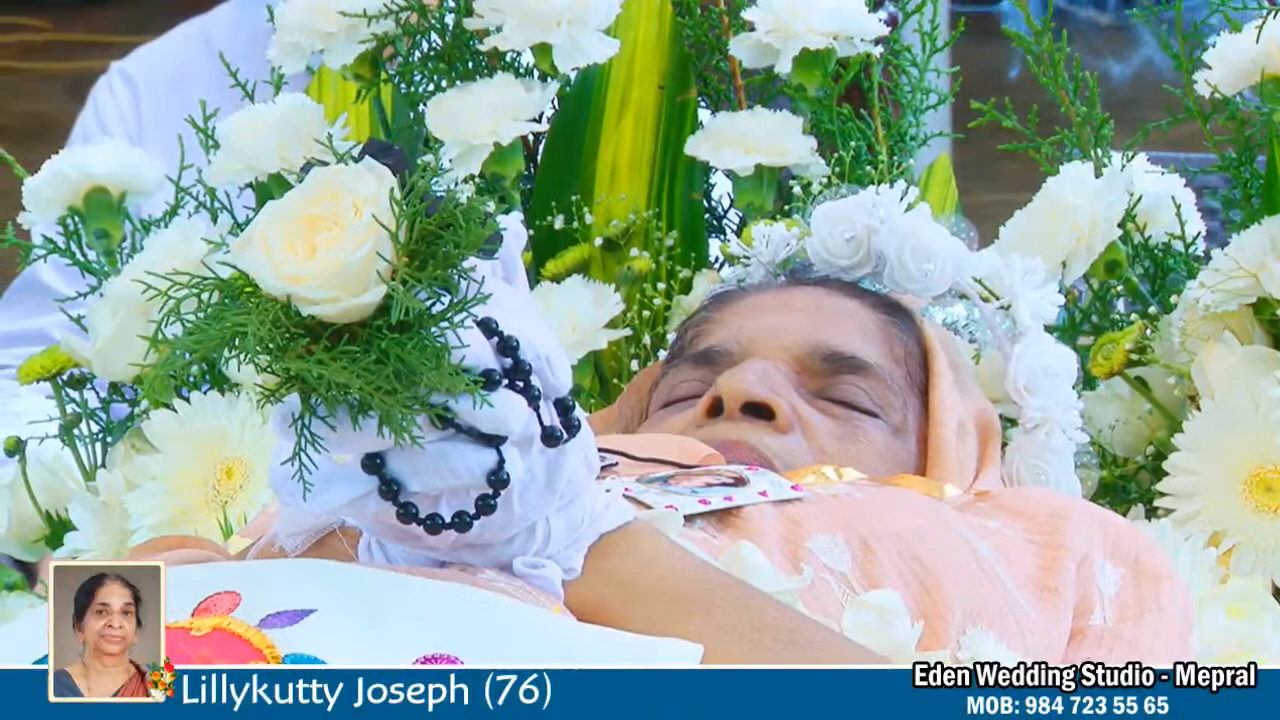 Lillykutty Joseph (76)
Eden Wedding Studio - Mepral
MOB: 984 723 55 65